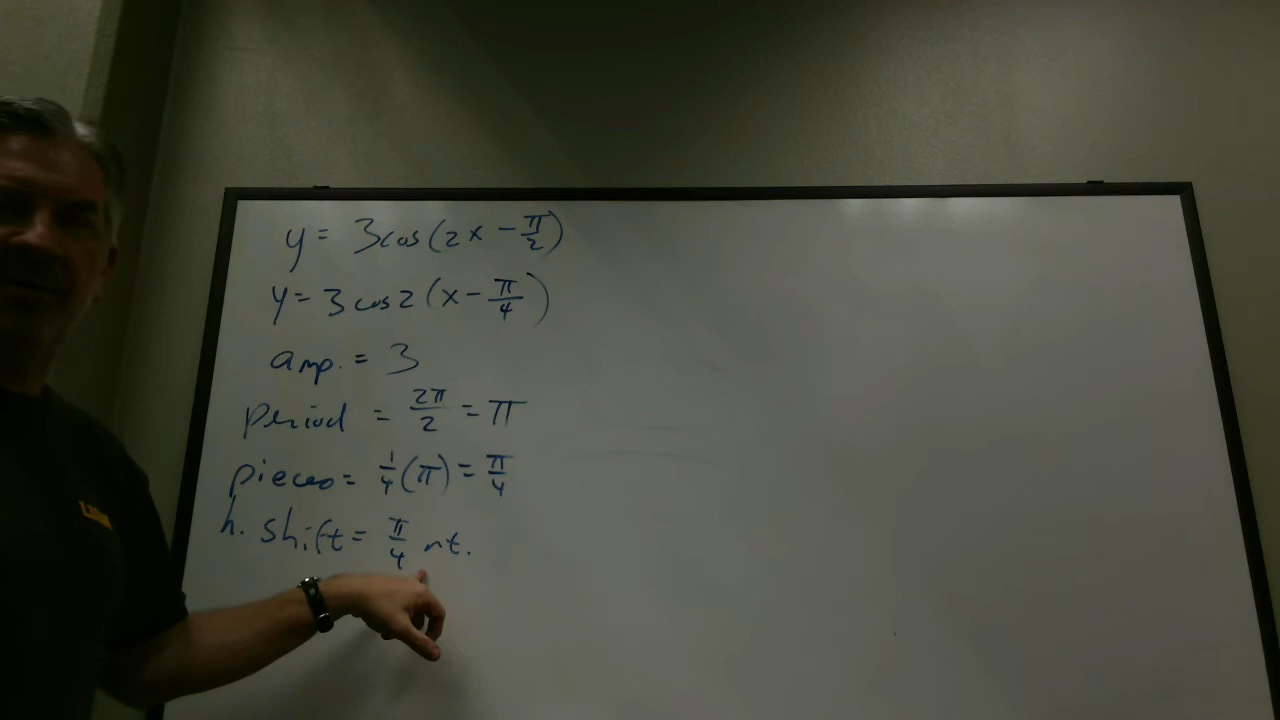 y = 3cos(2x - π/2)
y = 3cos2(x - π/4)
amp. = 3
period = 2π/2 = π
pieces = 1/4(π) = π/4
h. shift = π/4 rt.